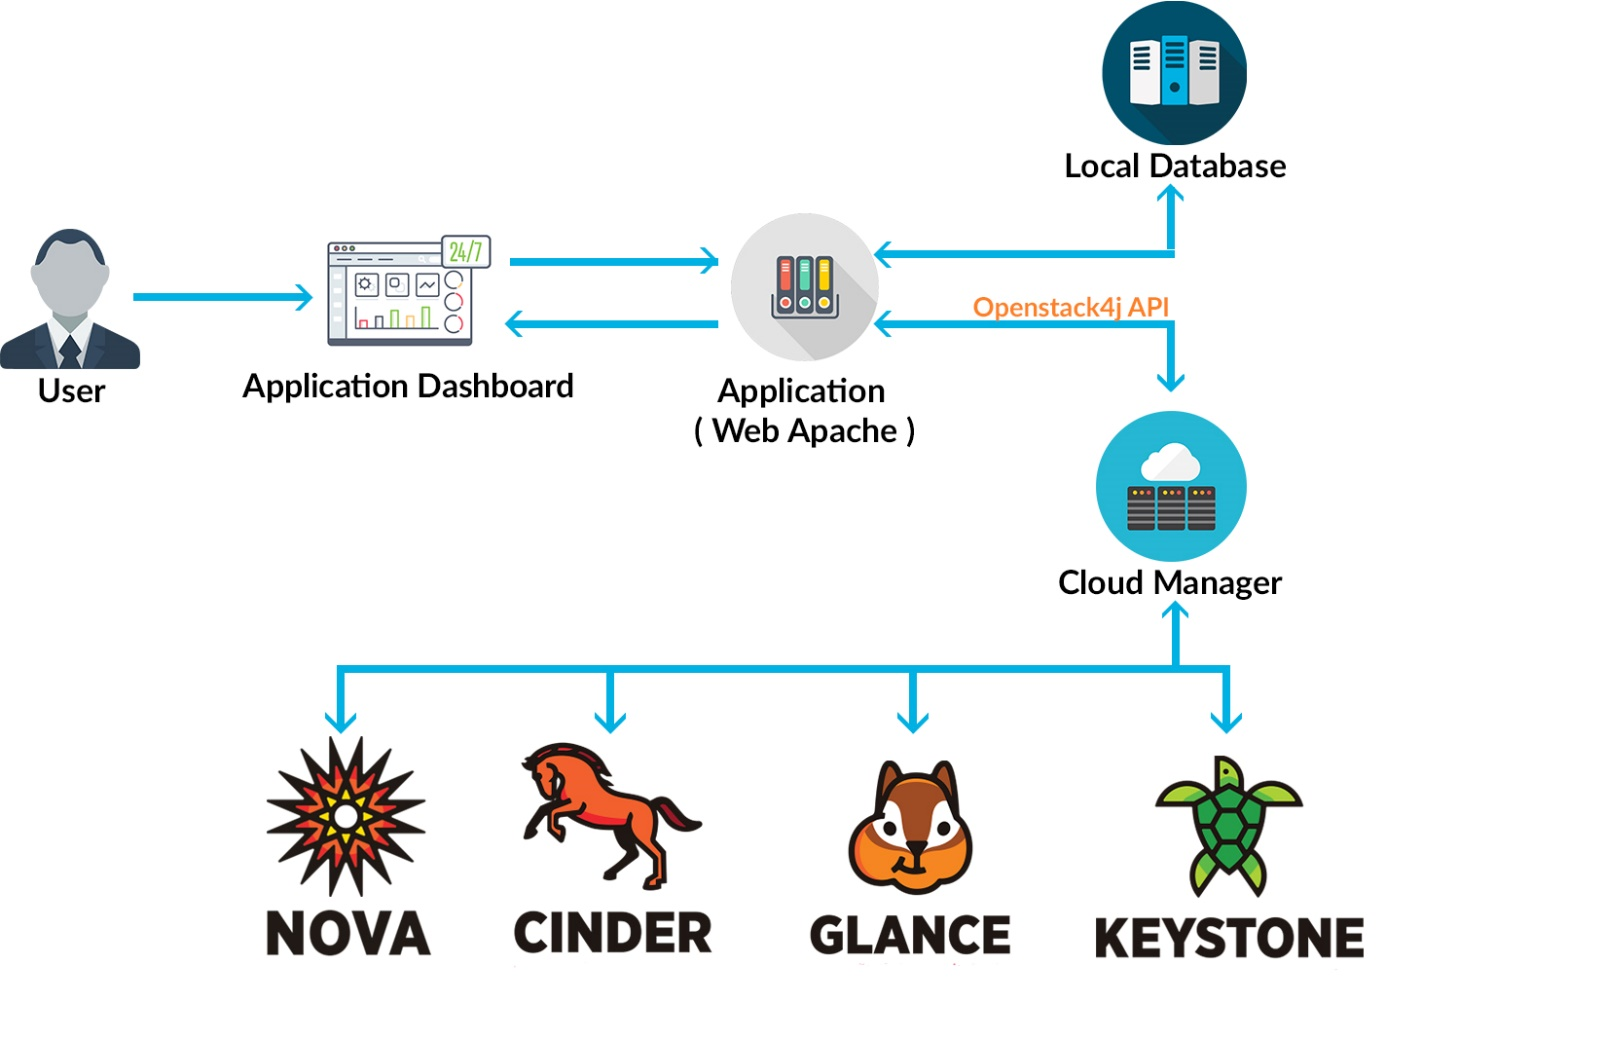 Local Database
24/7
Openstack4j API
User
Application Dashboard
Application
( Web Apache )
Cloud Manager
NOVA
CINDER
GLANCE
KEYSTONE